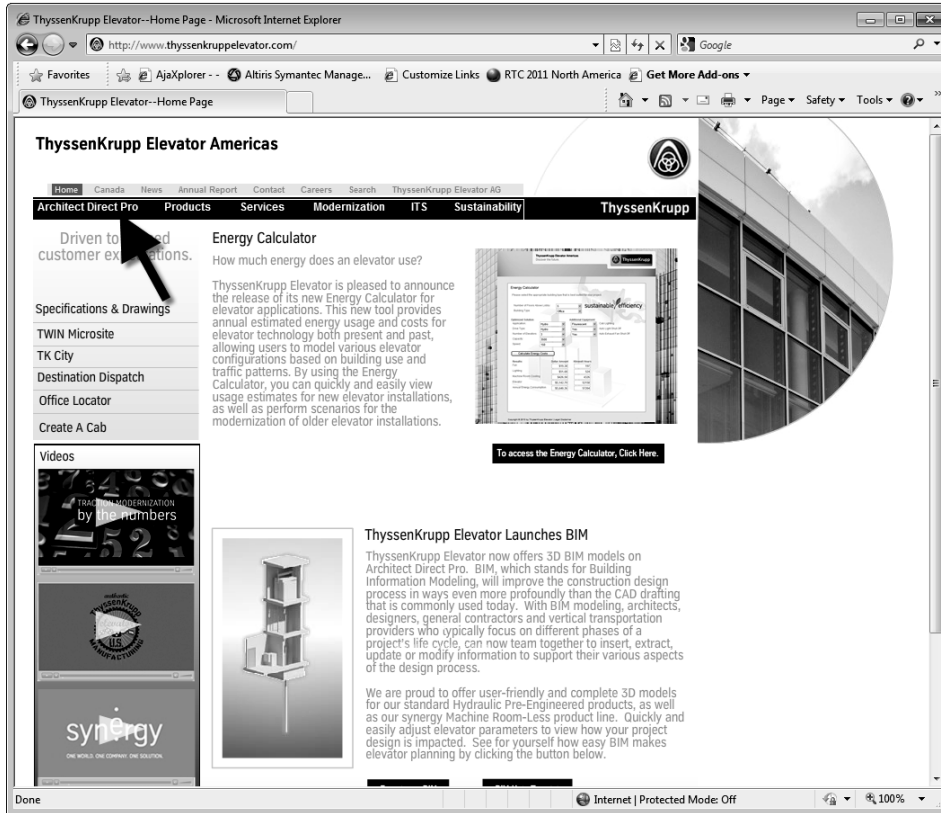 ThyssenKrupp Elevator--Home Page - Microsoft Internet Explorer
http://www.thyssenkruppelevator.com/
Google
Favorites AjaXplorer - - Altiris Symantec Manage... Customize Links RTC 2011 North America Get More Add-ons
ThyssenKrupp Elevator--Home Page
Page Safety Tools
ThyssenKrupp Elevator Americas
Home Canada News Annual Report Contact Careers Search ThyssenKrupp Elevator AG
Architect Direct Pro Products Services Modernization ITS Sustainability ThyssenKrupp
Driven to
customer
Specifications & Drawings
TWIN Microsite
TK City
Destination Dispatch
Office Locator
Create A Cab
Videos
TRACTION MODERNIZATION
by the numbers
authentic
ThyssenKrupp
U.S.
MANUFACTURING
synergy
ONE WORLD. ONE COMPANY. ONE SOLUTION.
Energy Calculator
How much energy does an elevator use?
ThyssenKrupp Elevator is pleased to announce
the release of its new Energy Calculator for
elevator applications. This new tool provides
annual estimated energy usage and costs for
elevator technology both present and past,
allowing users to model various elevator
configurations based on building use and
traffic patterns. By using the Energy
Calculator, you can quickly and easily view
usage estimates for new elevator installations,
as well as perform scenarios for the
modernization of older elevator installations.
ThyssenKrupp Elevator Americas
ThyssenKrupp
Energy Calculator
sustainable efficiency
To access the Energy Calculator, Click Here.
ThyssenKrupp Elevator Launches BIM
ThyssenKrupp Elevator now offers 3D BIM models on
Architect Direct Pro. BIM, which stands for Building
Information Modeling, will improve the construction design
process in ways even more profoundly than the CAD drafting
that is commonly used today. With BIM modeling, architects,
designers, general contractors and vertical transportation
providers who typically focus on different phases of a
project's life cycle, can now team together to insert, extract,
update or modify information to support their various aspects
of the design process.
We are proud to offer user-friendly and complete 3D models
for our standard Hydraulic Pre-Engineered products, as well
as our synergy Machine Room-Less product line. Quickly and
easily adjust elevator parameters to view how your project
design is impacted. See for yourself how easy BIM makes
elevator planning by clicking the button below.
Done
Internet | Protected Mode: Off
100%